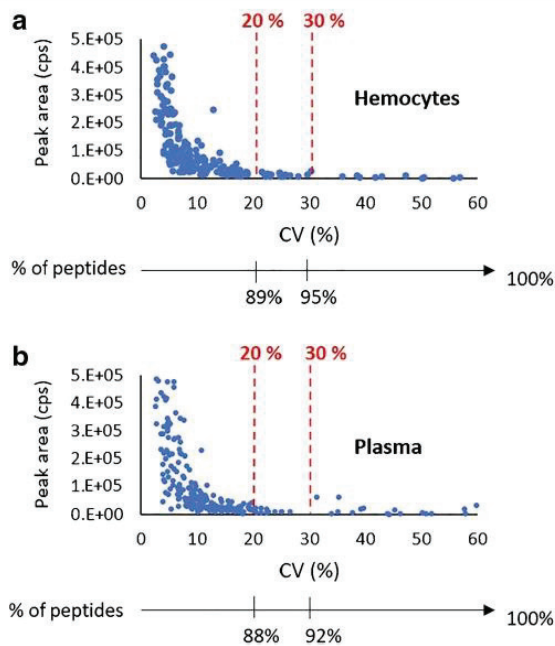 a
20 % 30 %
5.E+05
4.E+05
3.E+05
2.E+05
1.E+05
0.E+00
Peak area (cps)
Hemocytes
0 10 20 30 40 50 60
CV (%)
% of peptides
89% 95%
100%
b
20 % 30 %
5.E+05
4.E+05
3.E+05
2.E+05
1.E+05
0.E+00
Peak area (cps)
Plasma
0 10 20 30 40 50 60
CV (%)
% of peptides
88% 92%
100%